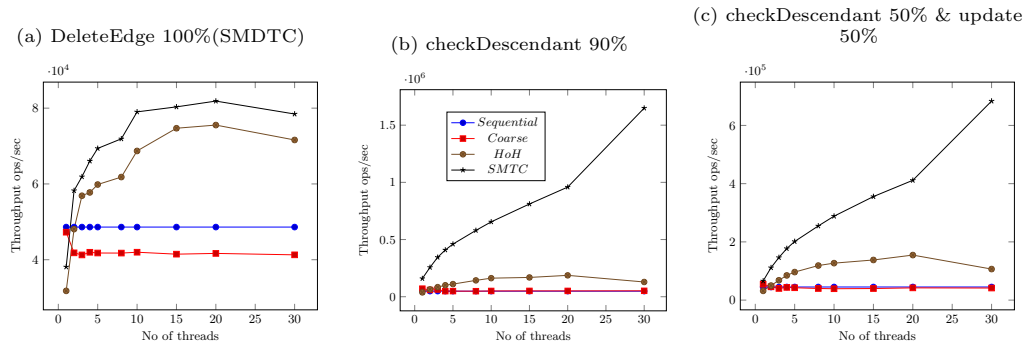 (a) DeleteEdge 100%(SMDTC)
·10^4
Throughput ops/sec
8
6
4
0 5 10 15 20 25 30
No of threads
(b) checkDescendant 90%
·10^6
Throughput ops/sec
1.5
1
0.5
0
Sequential
Coarse
HoH
SMTC
0 5 10 15 20 25 30
No of threads
(c) checkDescendant 50% & update
50%
·10^5
Throughput ops/sec
6
4
2
0
0 5 10 15 20 25 30
No of threads